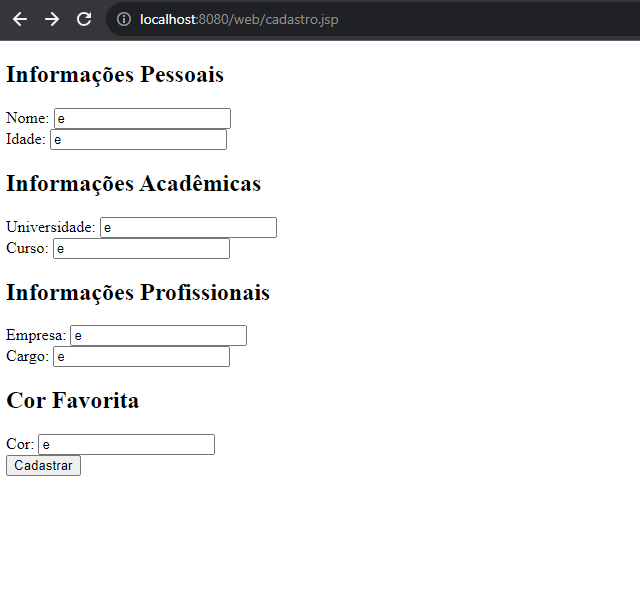 localhost:8080/web/cadastro.jsp
Informações Pessoais
Nome: e
Idade: e
Informações Acadêmicas
Universidade: e
Curso: e
Informações Profissionais
Empresa: e
Cargo: e
Cor Favorita
Cor: e
Cadastrar